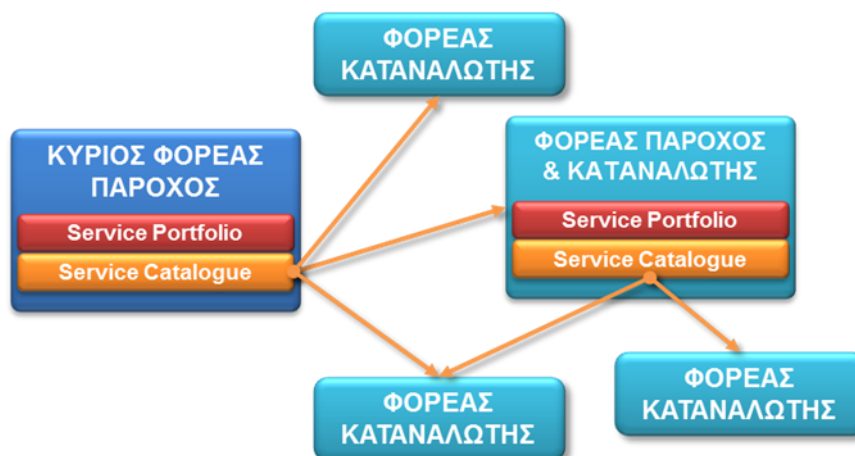 ΦΟΡΕΑΣ
ΚΑΤΑΝΑΛΩΤΗΣ
ΚΥΡΙΟΣ ΦΟΡΕΑΣ
ΠΑΡΟΧΟΣ
Service Portfolio
Service Catalogue
ΦΟΡΕΑΣ ΠΑΡΟΧΟΣ
& ΚΑΤΑΝΑΛΩΤΗΣ
Service Portfolio
Service Catalogue
ΦΟΡΕΑΣ
ΚΑΤΑΝΑΛΩΤΗΣ
ΦΟΡΕΑΣ
ΚΑΤΑΝΑΛΩΤΗΣ